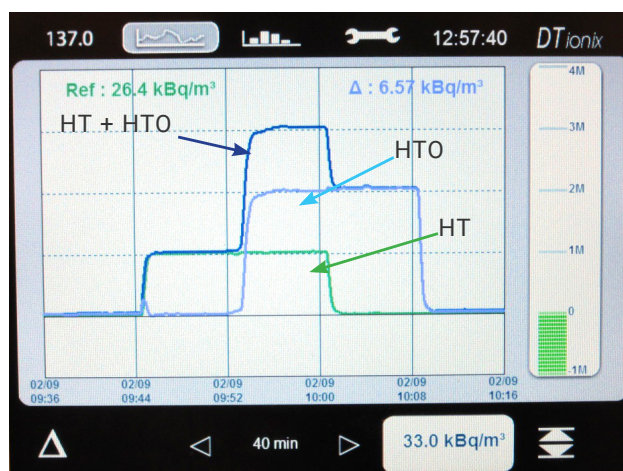 137.0 12:57:40 DTionix
Ref : 26.4 kBq/m³ Δ : 6.57 kBq/m³
HT + HTO
HTO
HT
4M
3M
2M
1M
0
-1M
02/09 02/09 02/09 02/09 02/09 02/09
09:36 09:44 09:52 10:00 10:08 10:16
Δ 40 min 33.0 kBq/m³